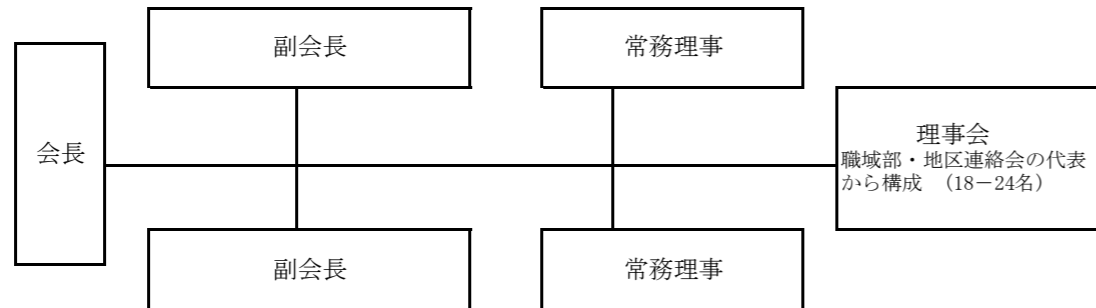 副会長
常務理事
会長
理事会
職域部・地区連絡会の代表
から構成 (18－24名)
副会長
常務理事